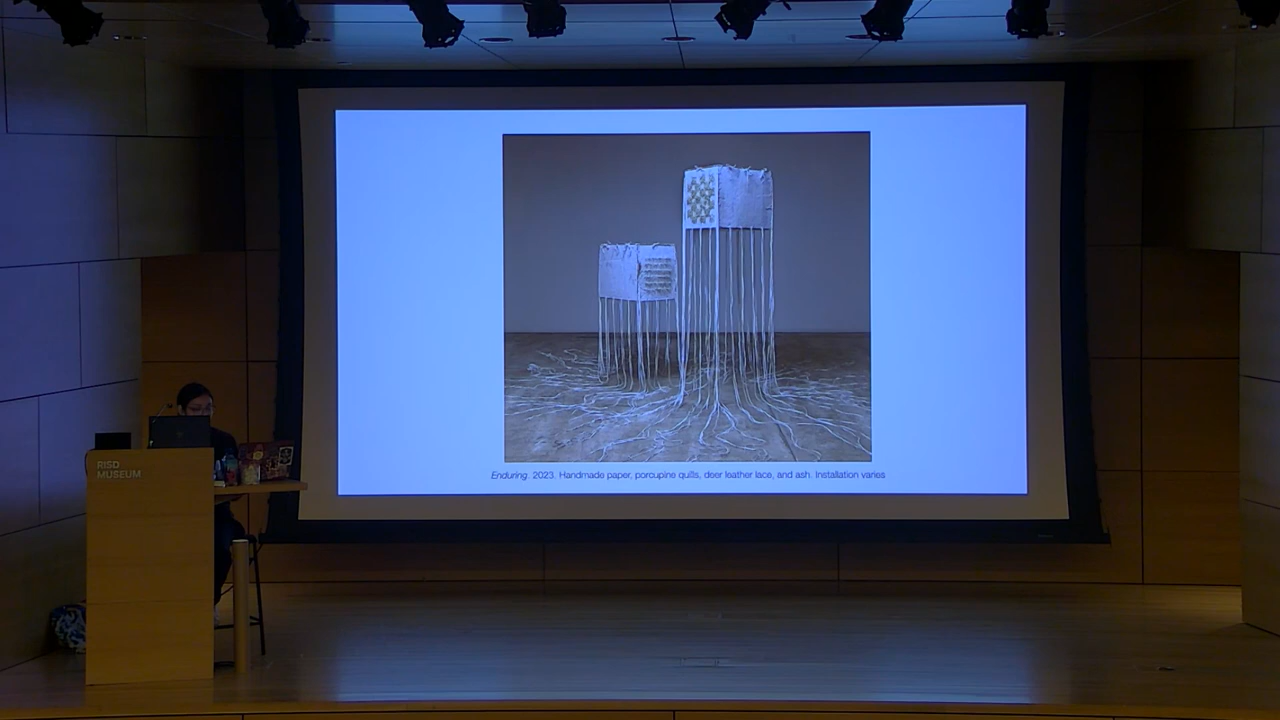 Enduring. 2023. Handmade paper, porcupine quills, deer leather lace, and ash. Installation varies
RISD
MUSEUM